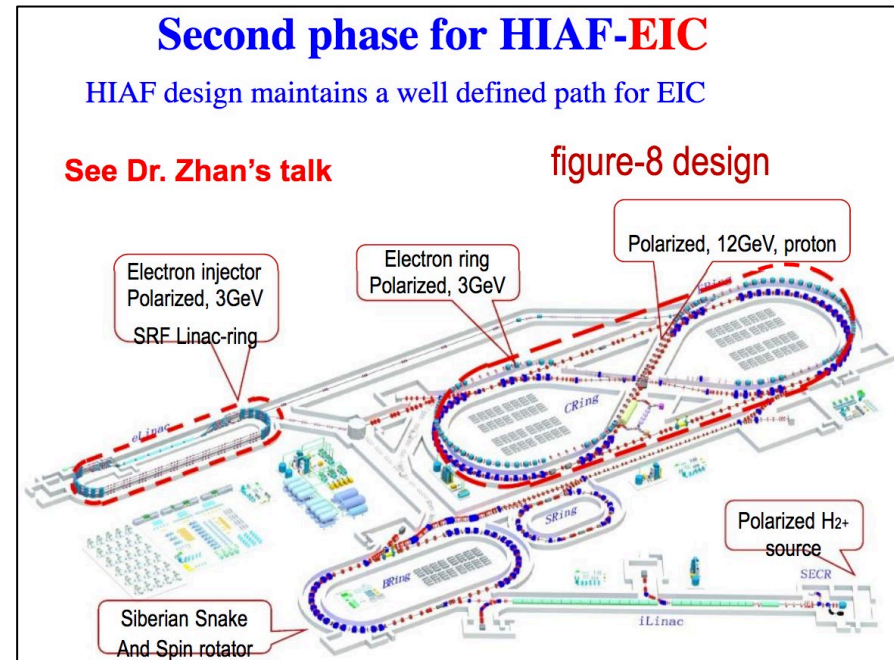 Second phase for HIAF-EIC
HIAF design maintains a well defined path for EIC
See Dr. Zhan's talk
figure-8 design
Electron injector
Polarized, 3GeV
SRF Linac-ring
Electron ring
Polarized, 3GeV
Polarized, 12GeV, proton
eLinac
CRing
SRing
BRing
Polarized H2+
source
SECR
iLinac
Siberian Snake
And Spin rotator